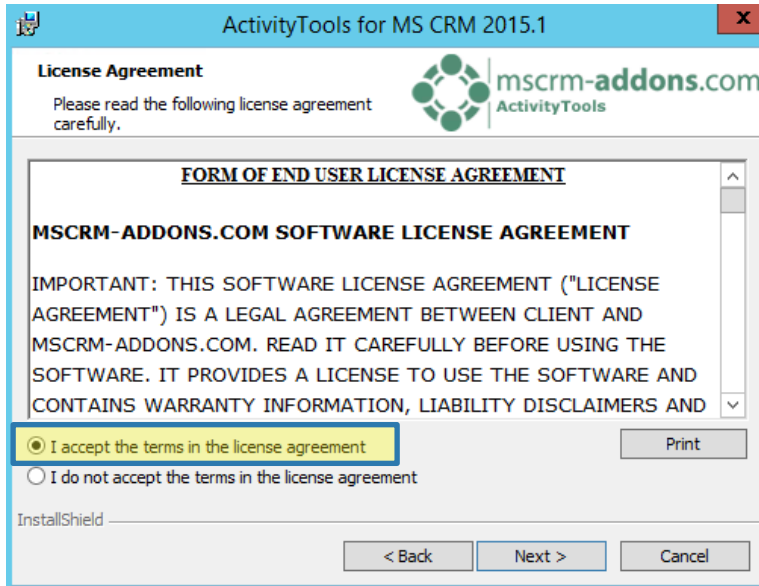 ActivityTools for MS CRM 2015.1
x
License Agreement
Please read the following license agreement
carefully.
mscrm-addons.com
ActivityTools
FORM OF END USER LICENSE AGREEMENT
MSCRM-ADDONS.COM SOFTWARE LICENSE AGREEMENT
IMPORTANT: THIS SOFTWARE LICENSE AGREEMENT ("LICENSE
AGREEMENT") IS A LEGAL AGREEMENT BETWEEN CLIENT AND
MSCRM-ADDONS.COM. READ IT CAREFULLY BEFORE USING THE
SOFTWARE. IT PROVIDES A LICENSE TO USE THE SOFTWARE AND
CONTAINS WARRANTY INFORMATION, LIABILITY DISCLAIMERS AND
I accept the terms in the license agreement
Print
I do not accept the terms in the license agreement
InstallShield
< Back
Next >
Cancel